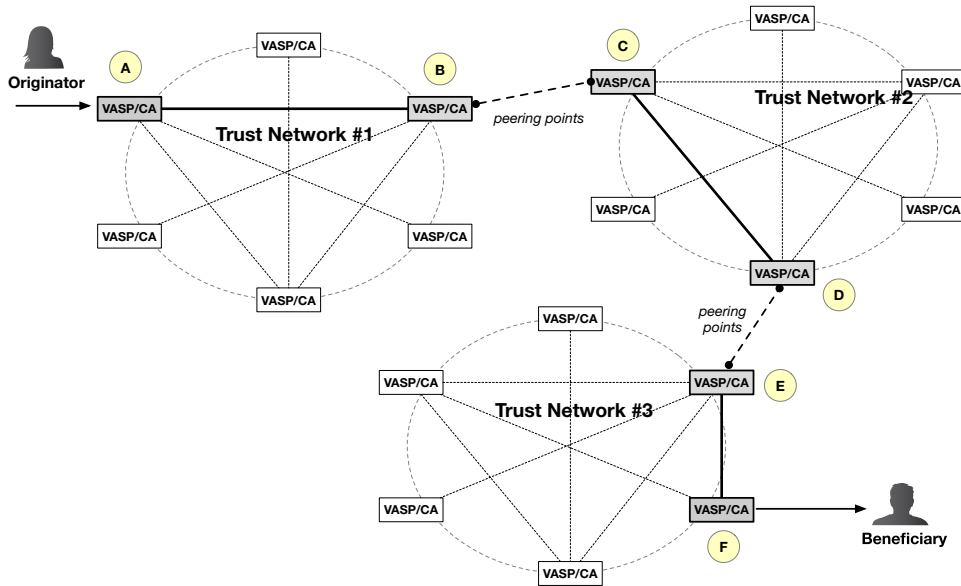 Originator
A
VASP/CA
VASP/CA
B
VASP/CA
Trust Network #1
VASP/CA
VASP/CA
VASP/CA
peering points
C
VASP/CA
VASP/CA
VASP/CA
Trust Network #2
VASP/CA
VASP/CA
VASP/CA
D
peering
points
VASP/CA
VASP/CA
VASP/CA
E
Trust Network #3
VASP/CA
VASP/CA
F
VASP/CA
Beneficiary